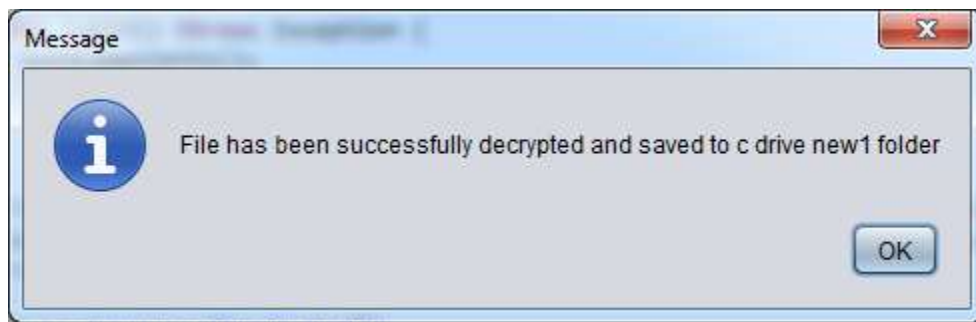 Message
File has been successfully decrypted and saved to c drive new1 folder
OK